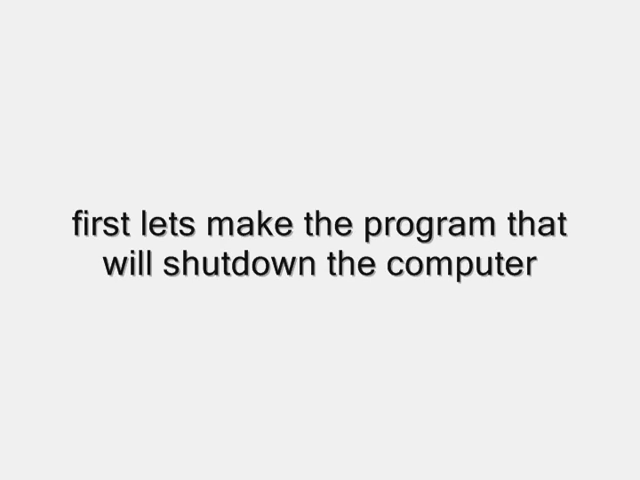 first lets make the program that
will shutdown the computer